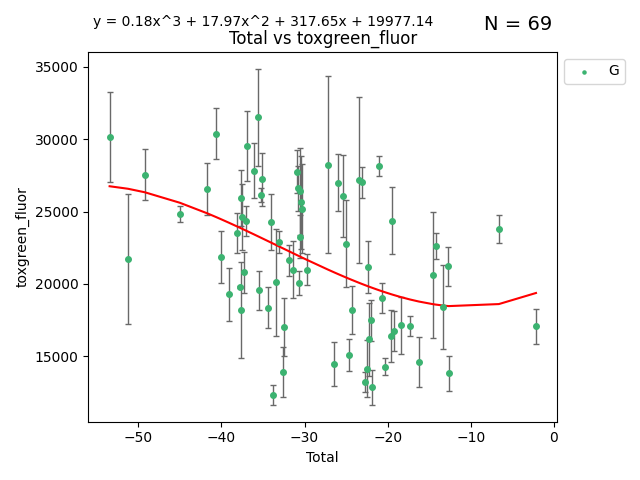 y = 0.18x^3 + 17.97x^2 + 317.65x + 19977.14
N = 69
Total vs toxgreen_fluor
G
toxgreen_fluor
35000
30000
25000
20000
15000
−50
−40
−30
−20
−10
0
Total